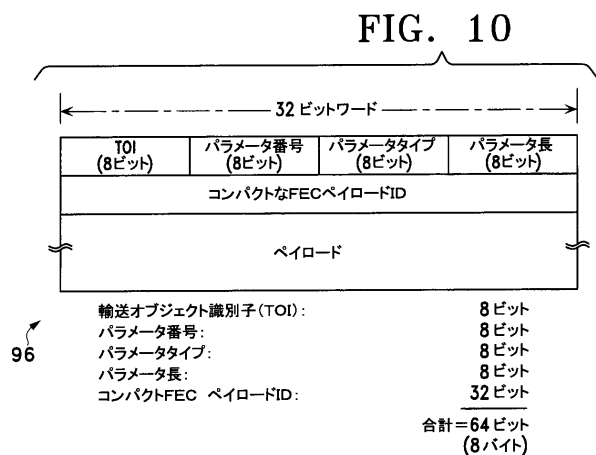 FIG. 10
32 ビットワード
TOI
(8ビット)
パラメータ番号
(8ビット)
パラメータタイプ
(8ビット)
パラメータ長
(8ビット)
コンパクトなFECペイロードID
ペイロード
輸送オブジェクト識別子(TOI): 8 ビット
パラメータ番号: 8 ビット
パラメータタイプ: 8 ビット
パラメータ長: 8 ビット
コンパクトFEC ペイロードID: 32 ビット
合計=64 ビット
(8 バイト)
96